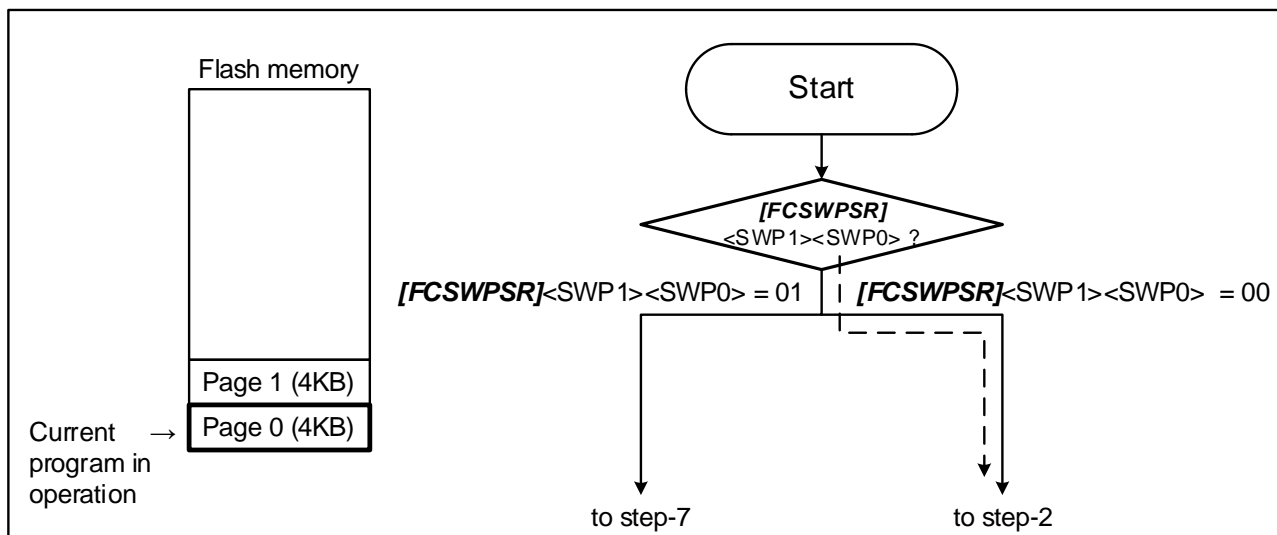 Flash memory
Start
[FCSWPSR]
<SWP1><SWP0> ?
[FCSWPSR]<SWP1><SWP0> = 01
[FCSWPSR]<SWP1><SWP0> = 00
Page 1 (4KB)
Page 0 (4KB)
Current →
program in
operation
to step-7
to step-2